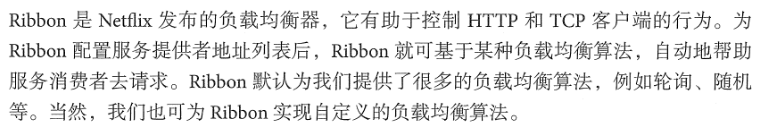 Ribbon 是 Netflix 发布的负载均衡器，它有助于控制 HTTP 和 TCP 客户端的行为。为
Ribbon 配置服务提供者地址列表后，Ribbon 就可基于某种负载均衡算法，自动地帮助
服务消费者去请求。Ribbon 默认为我们提供了很多的负载均衡算法，例如轮询、随机
等。当然，我们也可为 Ribbon 实现自定义的负载均衡算法。